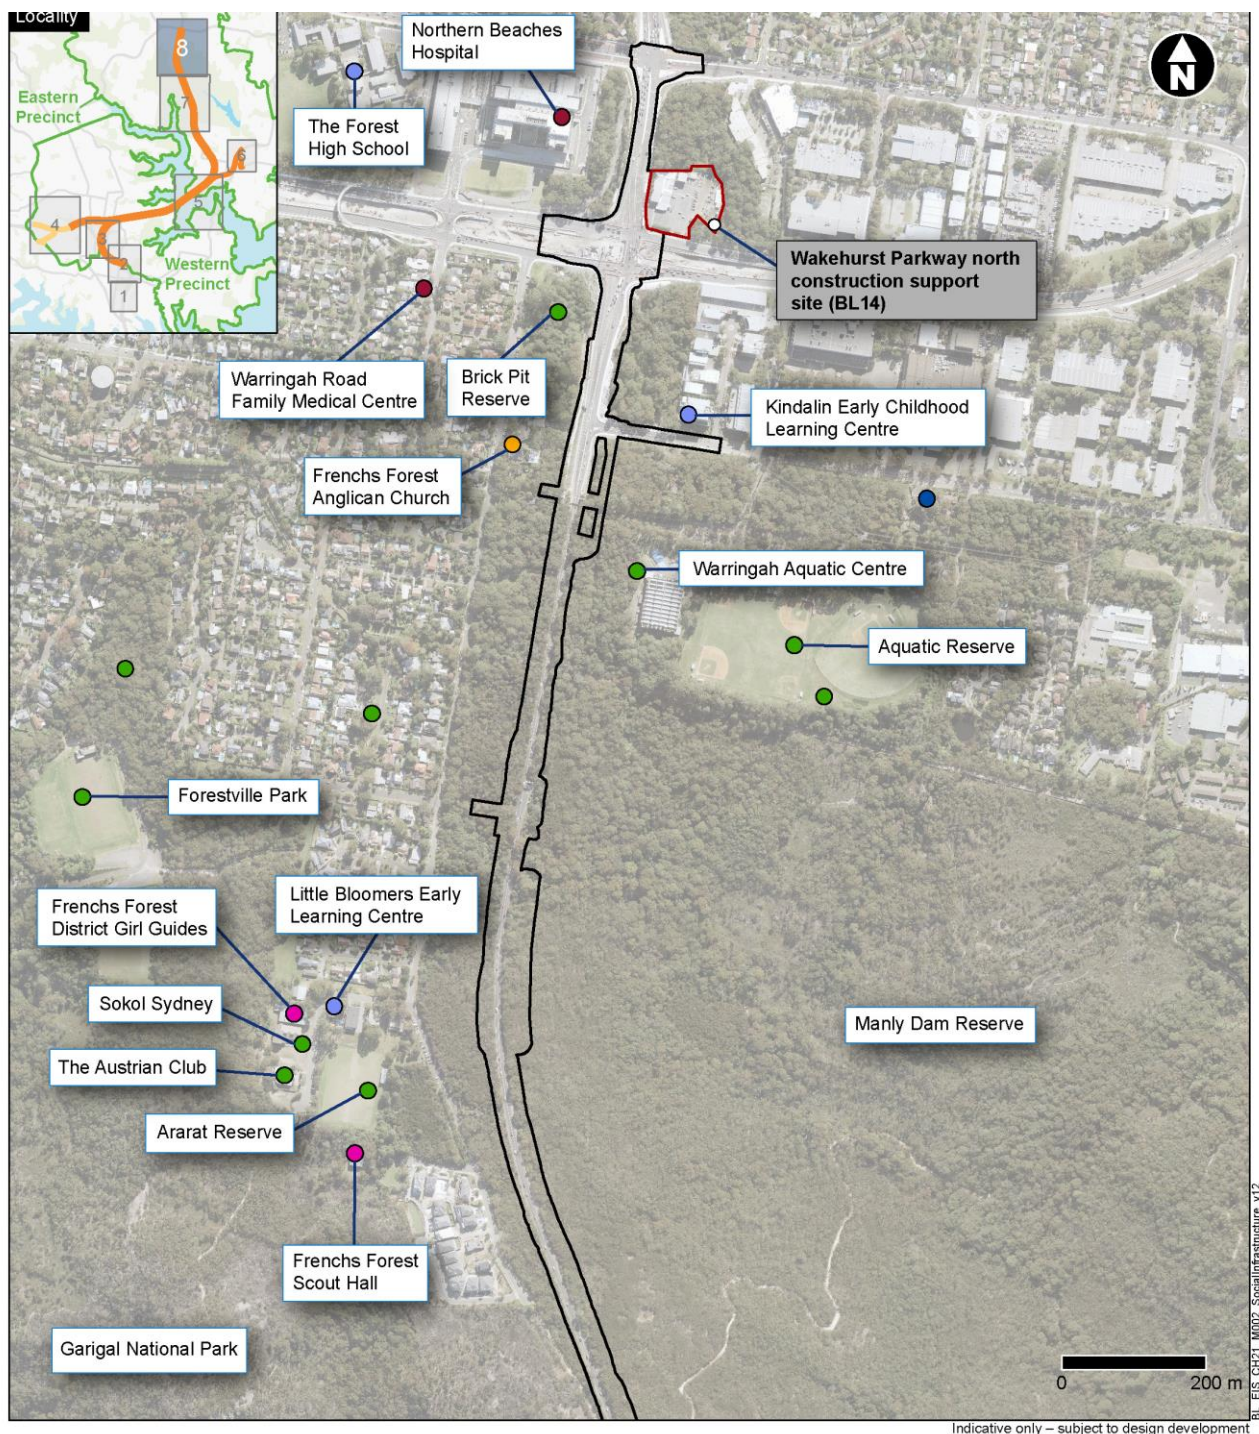 Locality
8
7
6
5
4
3
2
1
Eastern
Precinct
Western
Precinct
N
Northern Beaches
Hospital
The Forest
High School
Wakehurst Parkway north
construction support
site (BL14)
Warringah Road
Family Medical Centre
Brick Pit
Reserve
Kindalin Early Childhood
Learning Centre
Frenchs Forest
Anglican Church
Warringah Aquatic Centre
Aquatic Reserve
Forestville Park
Frenchs Forest
District Girl Guides
Little Bloomers Early
Learning Centre
Sokol Sydney
Manly Dam Reserve
The Austrian Club
Ararat Reserve
Frenchs Forest
Scout Hall
Garigal National Park
0 200 m
BL_EIS_CH21_M002_SocialInfrastructure_v12
Indicative only – subject to design development